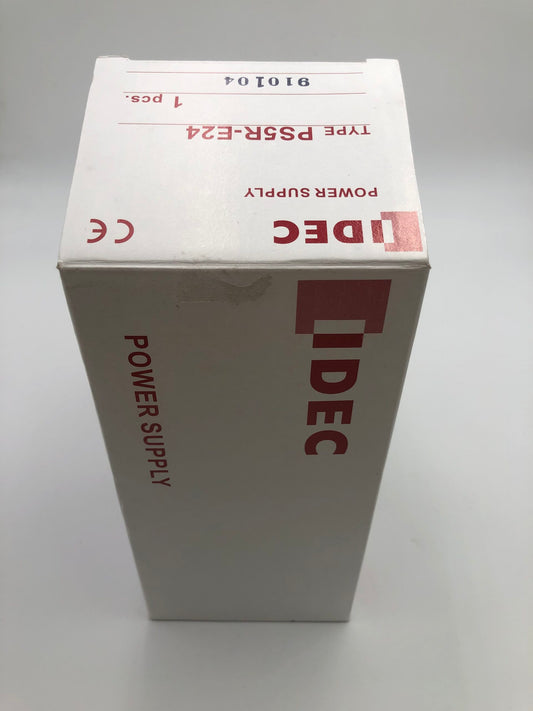 IDEC
CE
POWER SUPPLY
TYPE PS5R-E24
1 pcs.
910104
IDEC
POWER SUPPLY